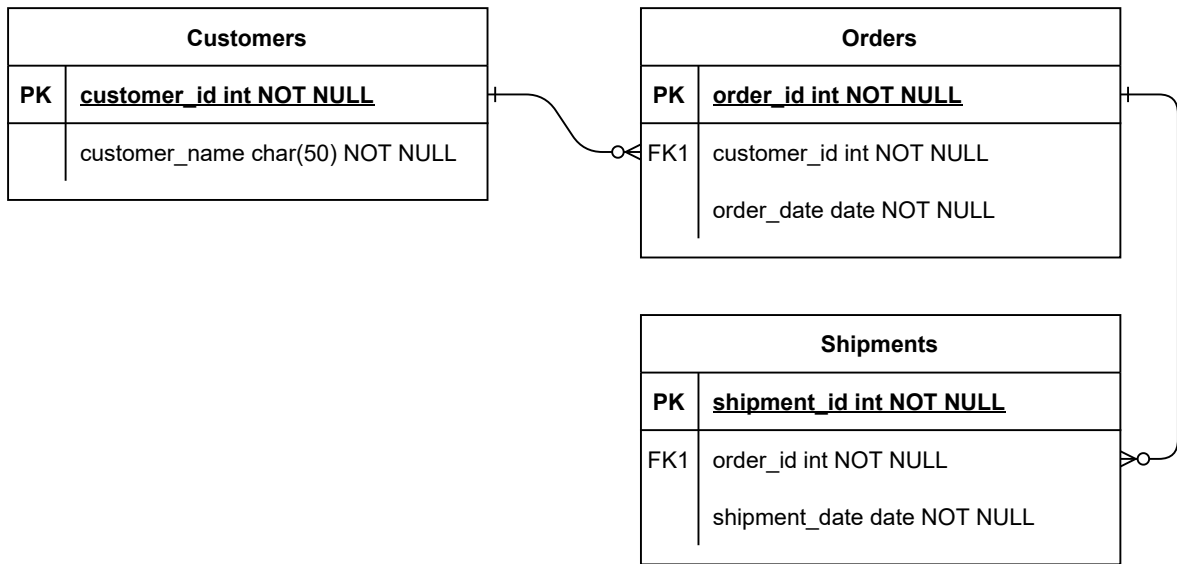 Customers
PK customer_id int NOT NULL
customer_name char(50) NOT NULL
Orders
PK order_id int NOT NULL
FK1 customer_id int NOT NULL
order_date date NOT NULL
Shipments
PK shipment_id int NOT NULL
FK1 order_id int NOT NULL
shipment_date date NOT NULL